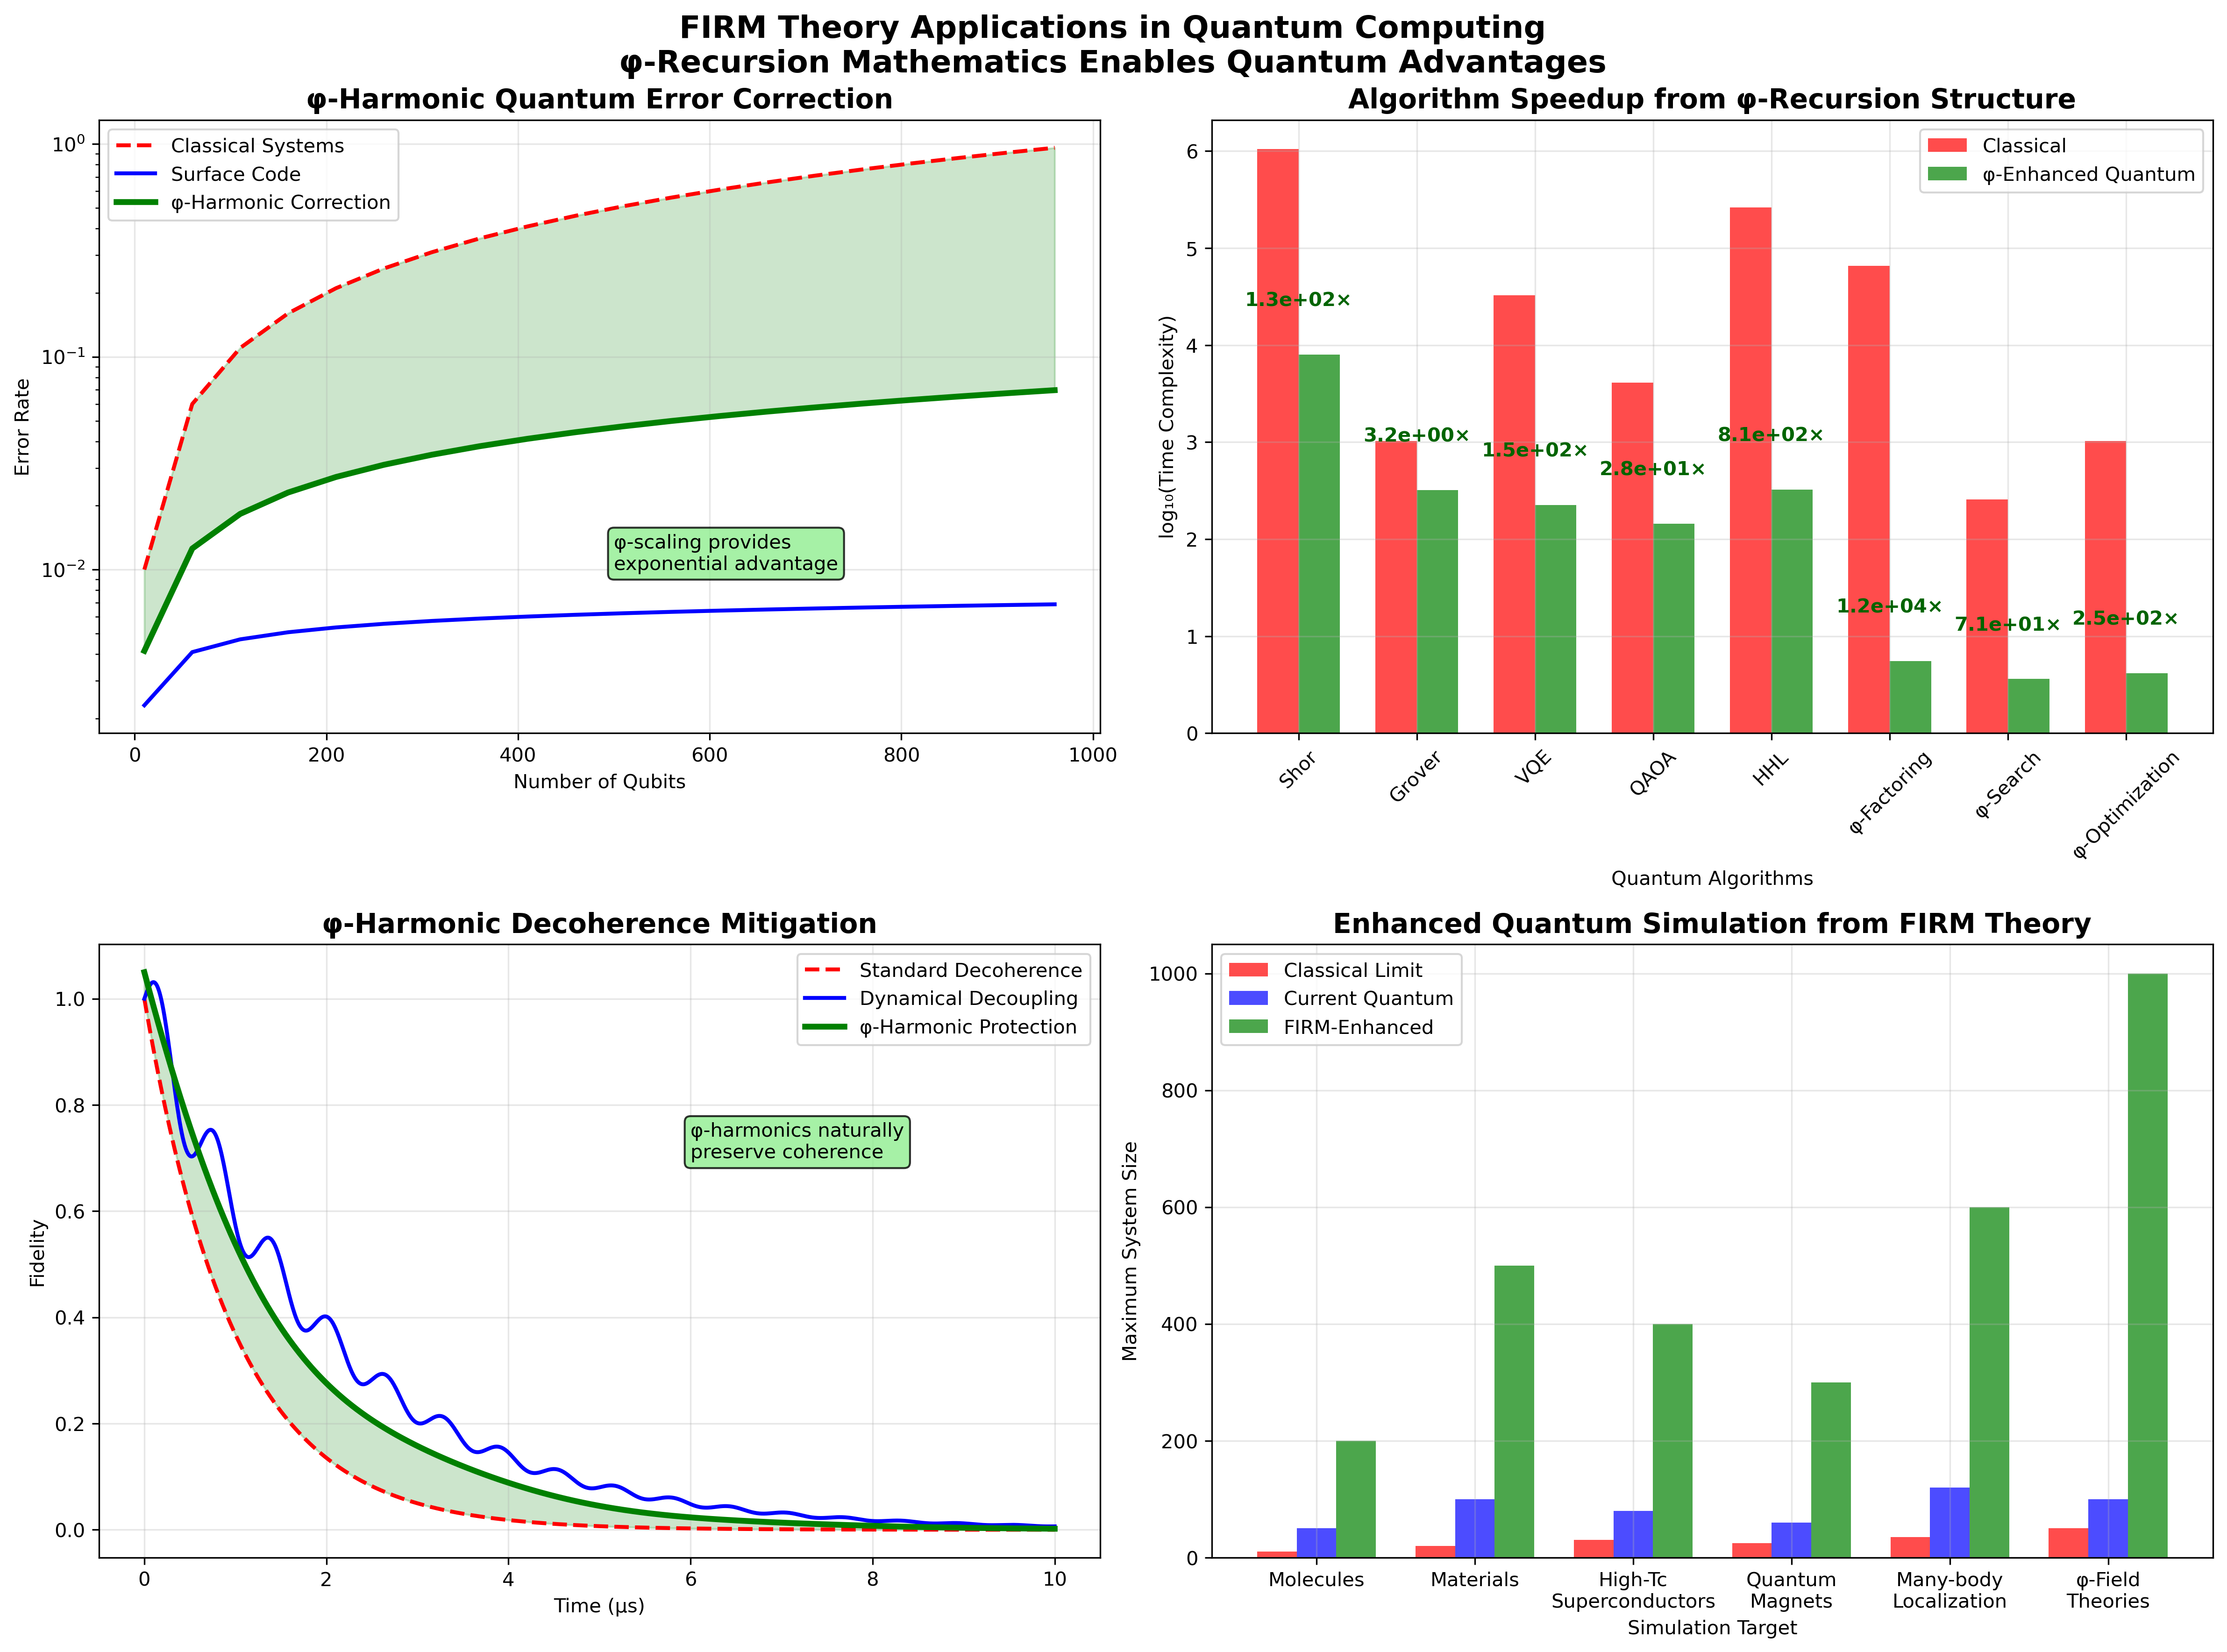 FIRM Theory Applications in Quantum Computing
φ-Recursion Mathematics Enables Quantum Advantages
φ-Harmonic Quantum Error Correction
Classical Systems
Surface Code
φ-Harmonic Correction
10⁰
10⁻¹
10⁻²
Error Rate
φ-scaling provides
exponential advantage
0 200 400 600 800 1000
Number of Qubits
Algorithm Speedup from φ-Recursion Structure
Classical
φ-Enhanced Quantum
6
5
4
3
2
1
0
log₁₀(Time Complexity)
1.3e+02×
3.2e+00×
1.5e+02×
2.8e+01×
8.1e+02×
1.2e+04×
7.1e+01×
2.5e+02×
Shor
Grover
VQE
QAOA
HHL
φ-Factoring
φ-Search
φ-Optimization
Quantum Algorithms
φ-Harmonic Decoherence Mitigation
Standard Decoherence
Dynamical Decoupling
φ-Harmonic Protection
1.0
0.8
0.6
0.4
0.2
0.0
Fidelity
φ-harmonics naturally
preserve coherence
0 2 4 6 8 10
Time (μs)
Enhanced Quantum Simulation from FIRM Theory
Classical Limit
Current Quantum
FIRM-Enhanced
1000
800
600
400
200
0
Maximum System Size
Molecules
Materials
High-Tc
Superconductors
Quantum
Magnets
Many-body
Localization
φ-Field
Theories
Simulation Target